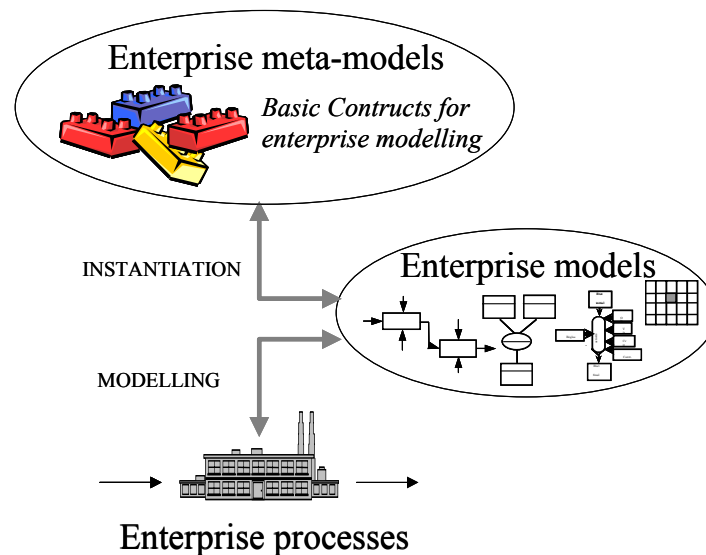 Enterprise meta-models
Basic Contructs for
enterprise modelling
INSTANTIATION
Enterprise models
MODELLING
Enterprise processes